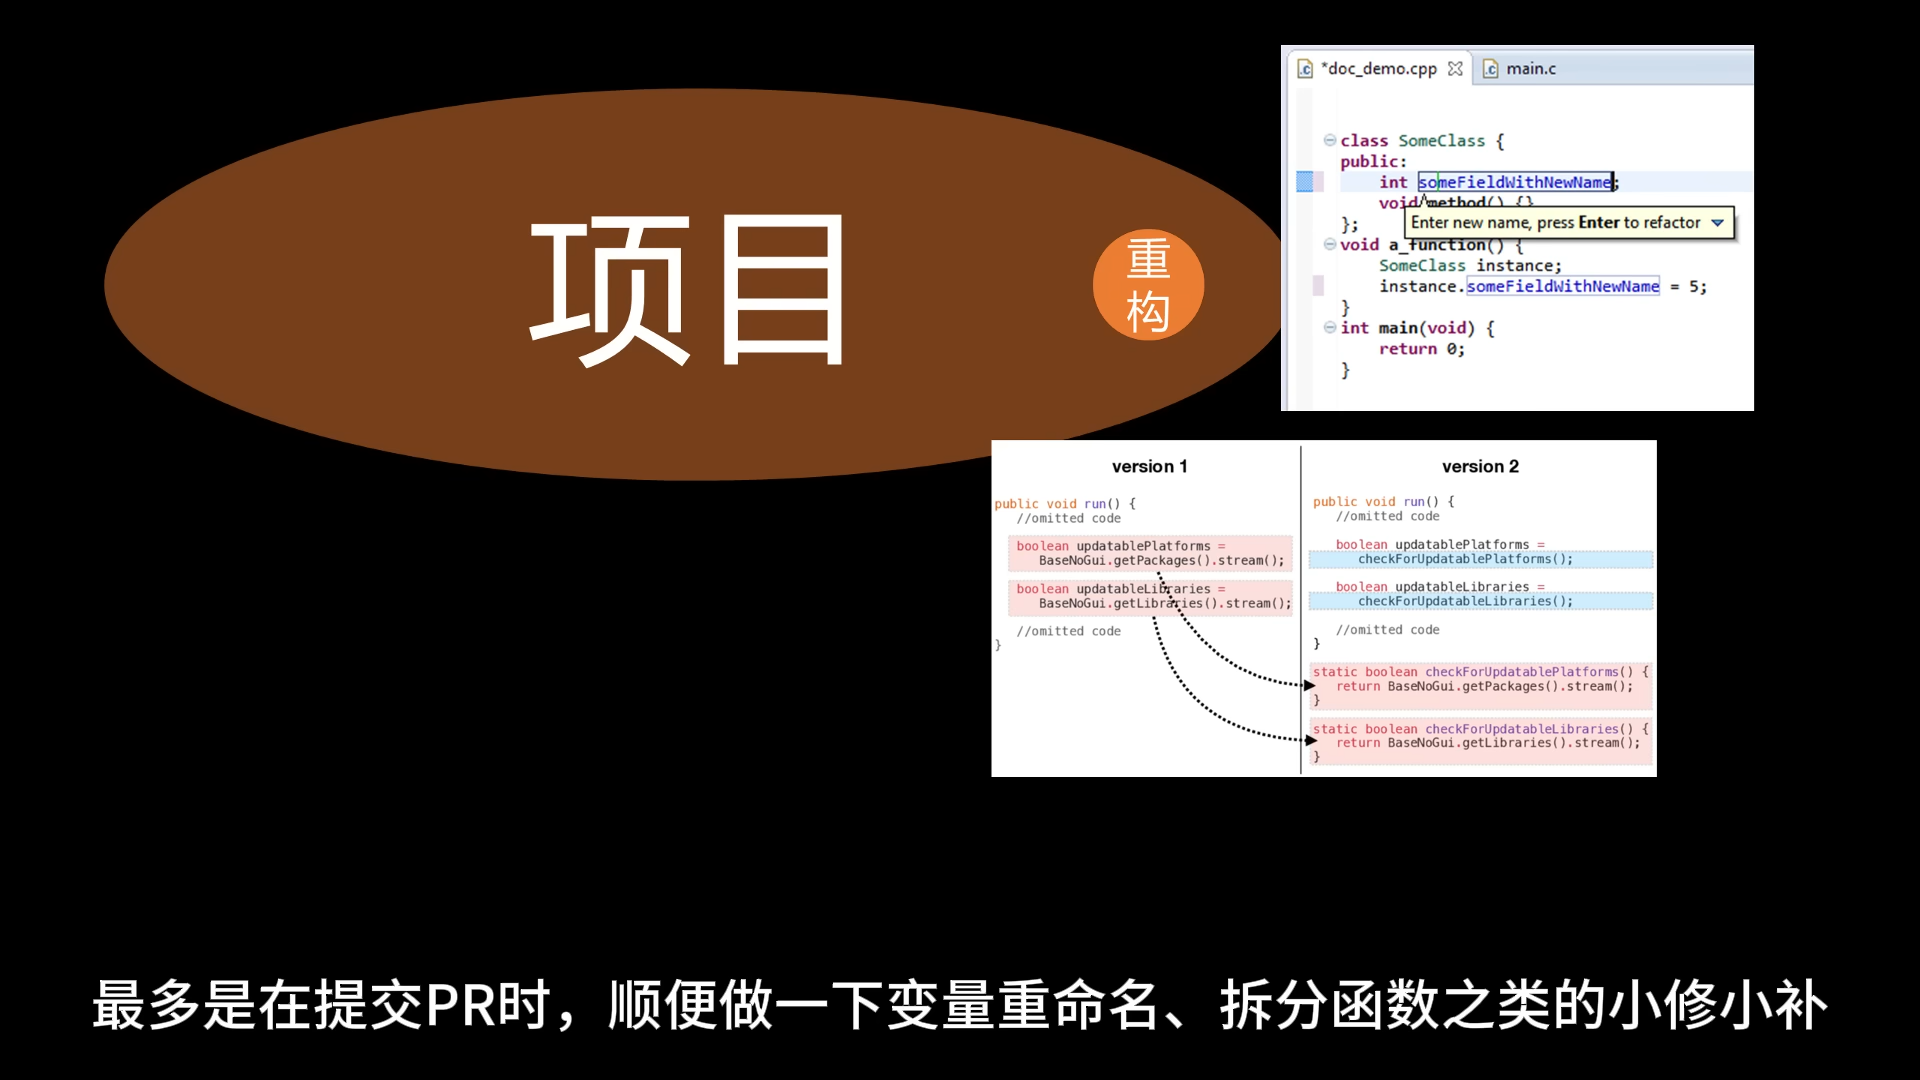 项目
重
构
*doc_demo.cpp
main.c
class SomeClass {
public:
int someFieldWithNewName;
void method() {}
Enter new name, press Enter to refactor
};
void a_function() {
SomeClass instance;
instance.someFieldWithNewName = 5;
}
int main(void) {
return 0;
}
version 1
public void run() {
//omitted code
boolean updatablePlatforms =
BaseNoGui.getPackages().stream();
boolean updateableLibraries =
BaseNoGui.getLibraries().stream();
//omitted code
}
version 2
public void run() {
//omitted code
boolean updatablePlatforms =
checkForUpdatablePlatforms();
boolean updatableLibraries =
checkForUpdatableLibraries();
//omitted code
}
static boolean checkForUpdatablePlatforms() {
return BaseNoGui.getPackages().stream();
}
static boolean checkForUpdatableLibraries() {
return BaseNoGui.getLibraries().stream();
}
最多是在提交PR时，顺便做一下变量重命名、拆分函数之类的小修小补